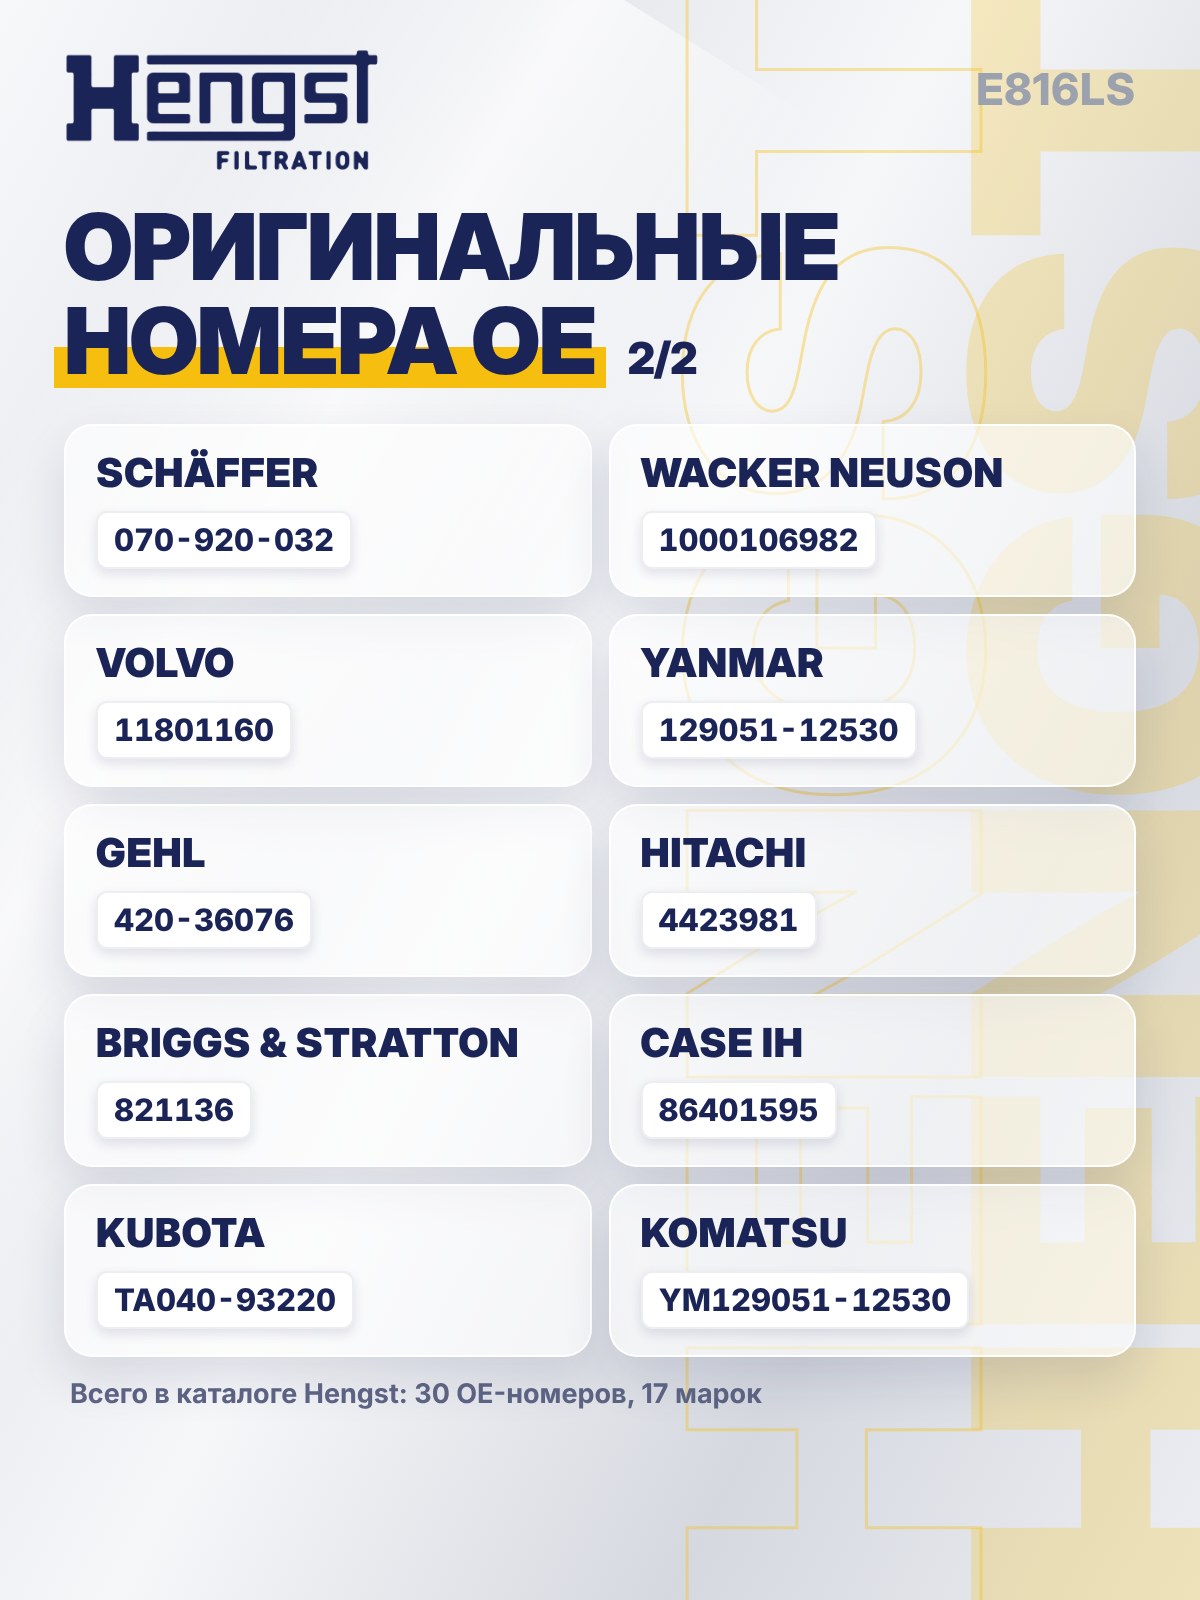 Hengst
FILTRATION
E816LS
ОРИГИНАЛЬНЫЕ
НОМЕРА ОЕ 2/2
SCHÄFFER
070-920-032
WACKER NEUSON
1000106982
VOLVO
11801160
YANMAR
129051-12530
GEHL
420-36076
HITACHI
4423981
BRIGGS & STRATTON
821136
CASE IH
86401595
KUBOTA
TA040-93220
KOMATSU
YM129051-12530
Всего в каталоге Hengst: 30 ОЕ-номеров, 17 марок
HENGST
HENGST